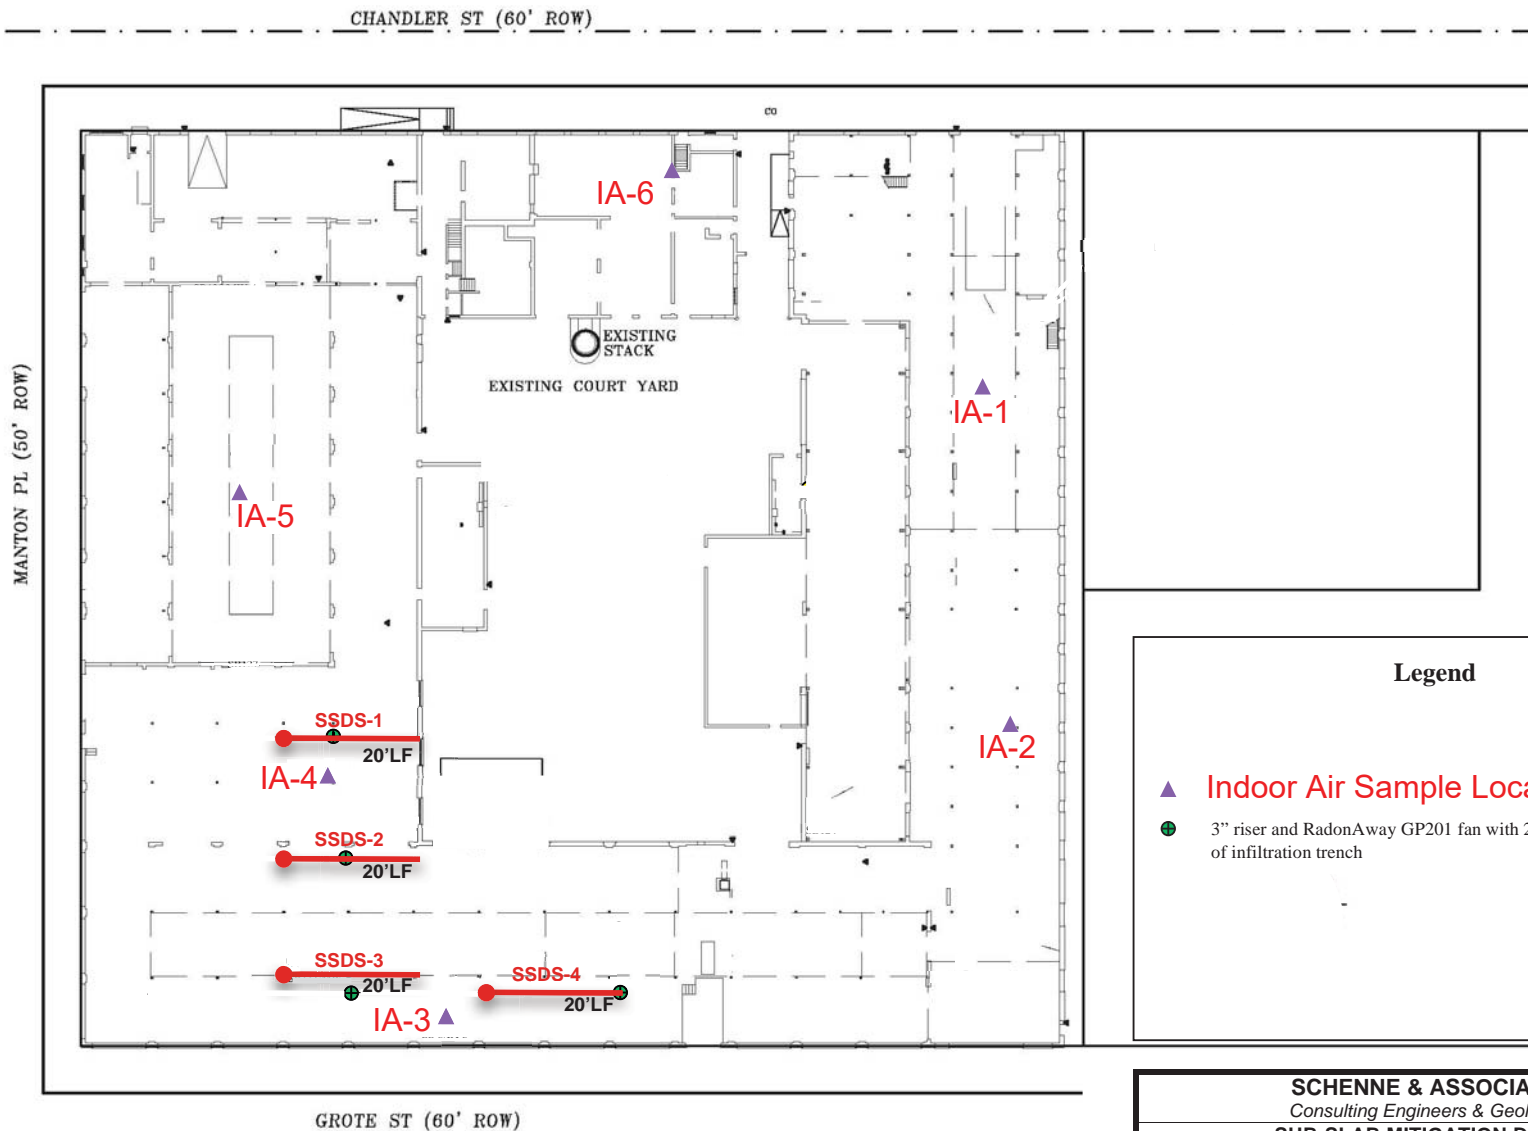 CHANDLER ST (60' ROW)
CO
IA-6
EXISTING
STACK
EXISTING COURT YARD
MANTON PL (50' ROW)
IA-1
IA-5
SSDS-1
20'LF
IA-4
IA-2
SSDS-2
20'LF
SSDS-3
20'LF
SSDS-4
20'LF
IA-3
Legend
Indoor Air Sample Loca
3” riser and RadonAway GP201 fan with 2
of infiltration trench
SCHENNE & ASSOCIA
Consulting Engineers & Geol
GROTE ST (60' ROW)